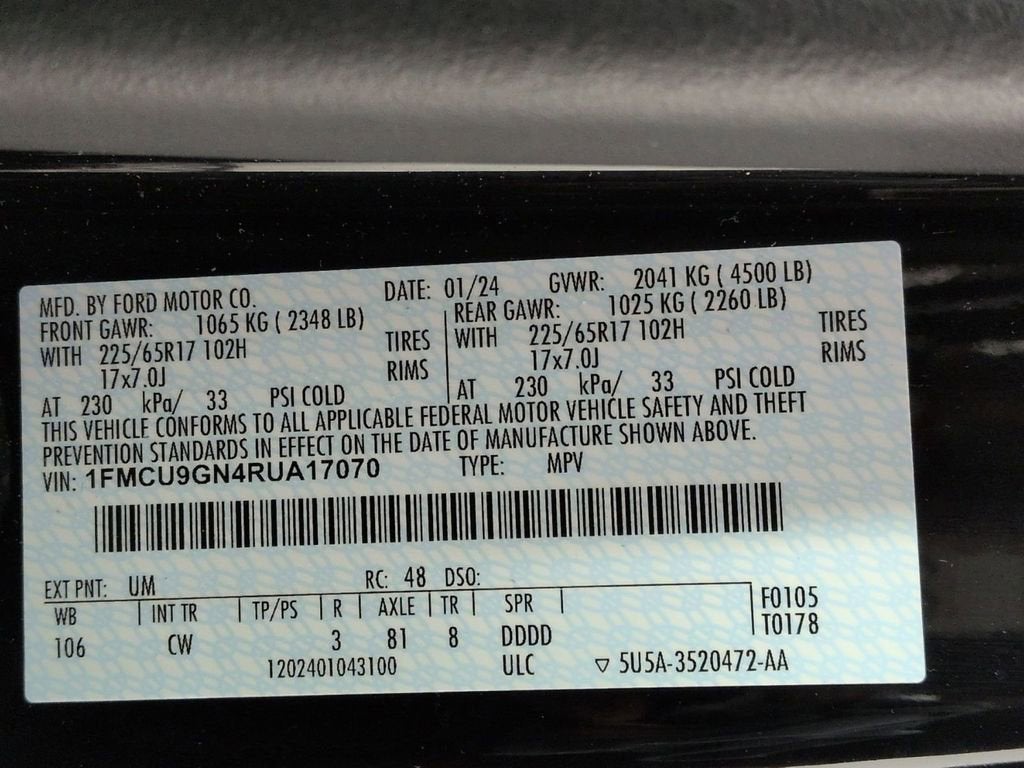 MFD. BY FORD MOTOR CO. DATE: 01/24 GVWR: 2041 KG ( 4500 LB)
FRONT GAWR: 1065 KG ( 2348 LB) REAR GAWR: 1025 KG ( 2260 LB)
WITH 225/65R17 102H TIRES WITH 225/65R17 102H TIRES
17x7.0J RIMS 17x7.0J RIMS
AT 230 kPa/ 33 PSI COLD AT 230 kPa/ 33 PSI COLD
THIS VEHICLE CONFORMS TO ALL APPLICABLE FEDERAL MOTOR VEHICLE SAFETY AND THEFT
PREVENTION STANDARDS IN EFFECT ON THE DATE OF MANUFACTURE SHOWN ABOVE.
VIN: 1FMCU9GN4RUA17070 TYPE: MPV
EXT PNT: UM RC: 48 DSO:
WB INT TR TP/PS R AXLE TR SPR F0105
106 CW 3 81 8 DDDD T0178
1202401043100 ULC ▽ 5U5A-3520472-AA